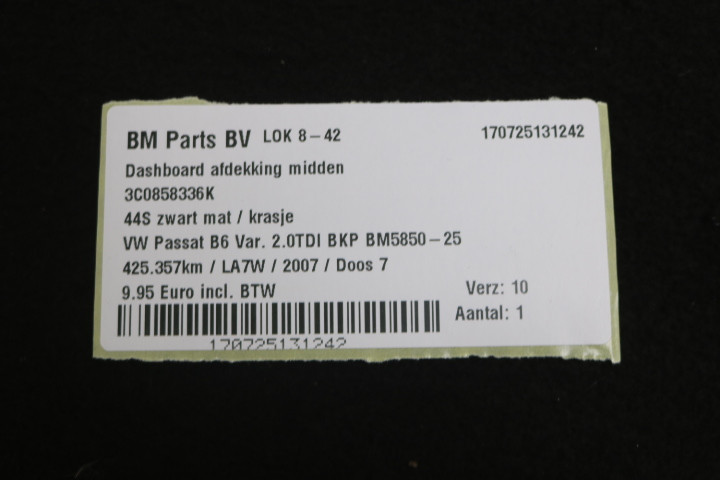 BM Parts BV LOK 8-42 170725131242
Dashboard afdekking midden
3C0858336K
44S zwart mat / krasje
VW Passat B6 Var. 2.0TDI BKP BM5850-25
425.357km / LA7W / 2007 / Doos 7
9.95 Euro incl. BTW Verz: 10
Aantal: 1
170725131242